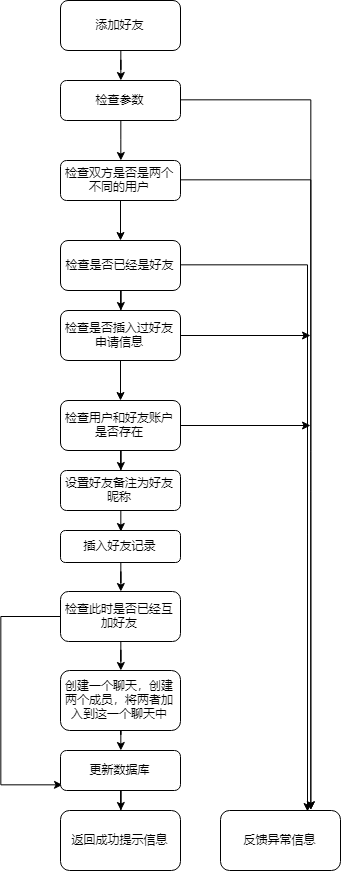 添加好友
检查参数
检查双方是否是两个
不同的用户
检查是否已经是好友
检查是否插入过好友
申请信息
检查用户和好友账户
是否存在
设置好友备注为好友
昵称
插入好友记录
检查此时是否已经互
加好友
创建一个聊天，创建
两个成员，将两者加
入到这一个聊天中
更新数据库
返回成功提示信息
反馈异常信息